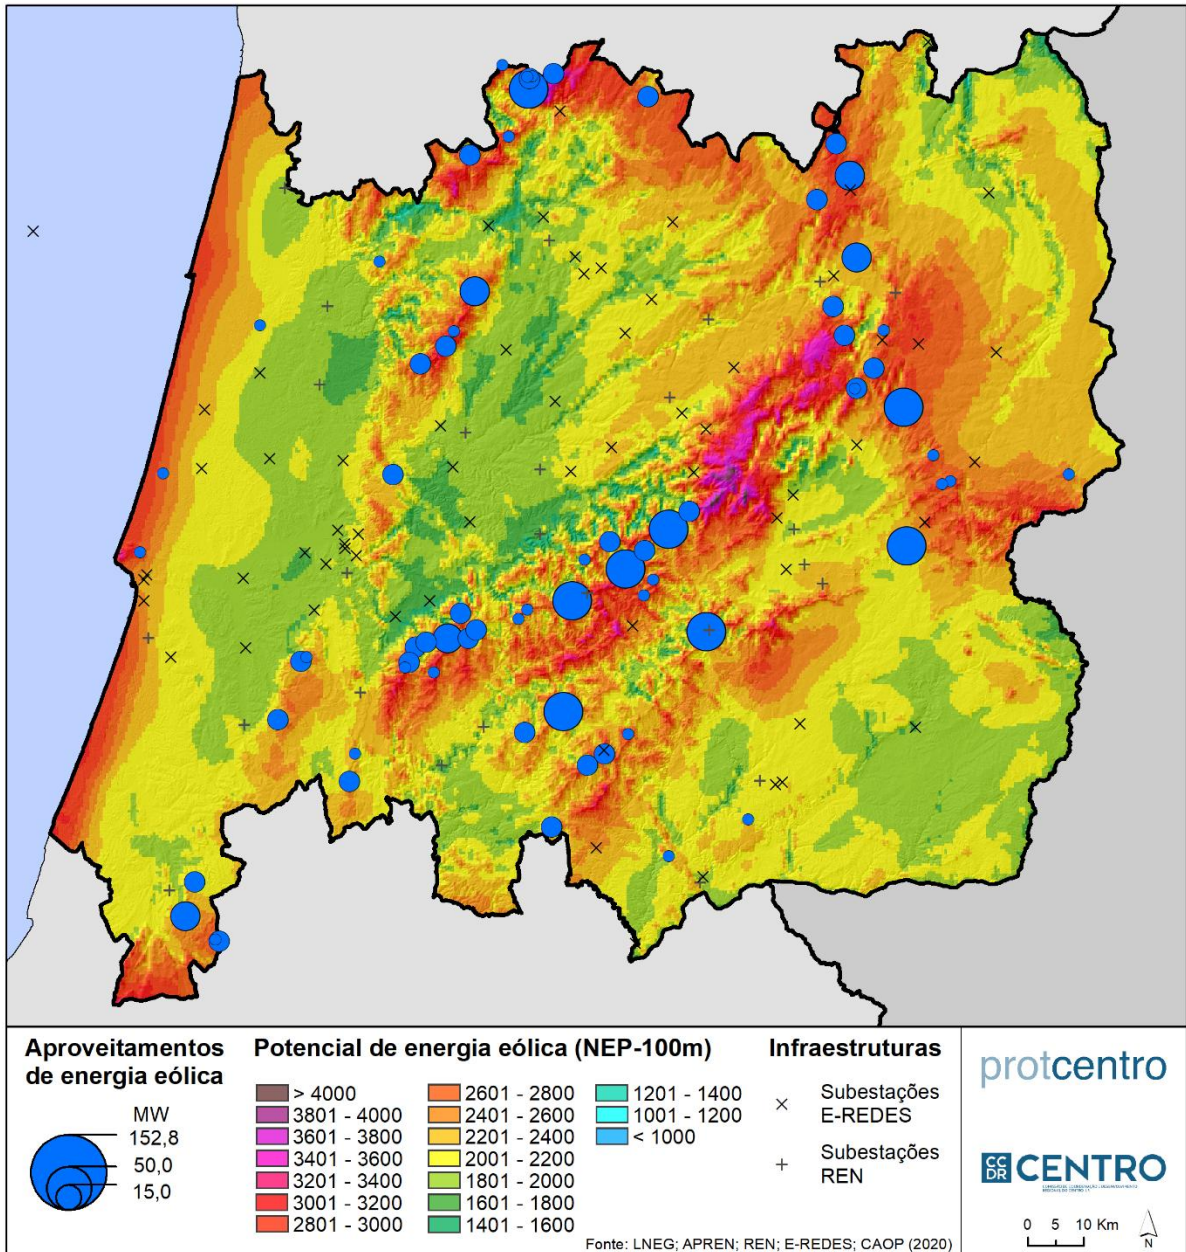 Aproveitamentos
de energia eólica
MW
152,8
50,0
15,0
Potencial de energia eólica (NEP-100m)
> 4000
3801 - 4000
3601 - 3800
3401 - 3600
3201 - 3400
3001 - 3200
2801 - 3000
2601 - 2800
2401 - 2600
2201 - 2400
2001 - 2200
1801 - 2000
1601 - 1800
1401 - 1600
1201 - 1400
1001 - 1200
< 1000
Infraestruturas
Subestações
E-REDES
Subestações
REN
protcentro
CCDR CENTRO
0 5 10 Km
N
Fonte: LNEG; APREN; REN; E-REDES; CAOP (2020)